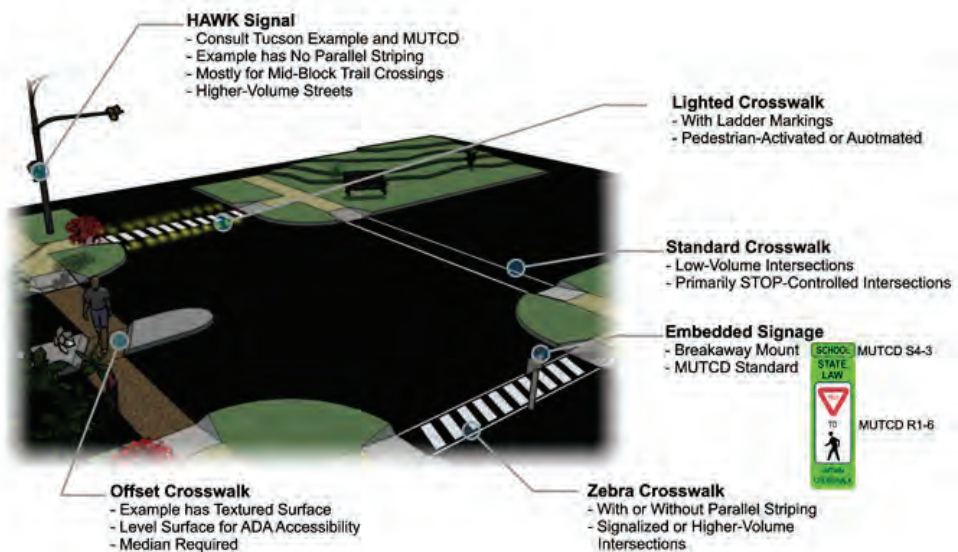 HAWK Signal
- Consult Tucson Example and MUTCD
- Example has No Parallel Striping
- Mostly for Mid-Block Trail Crossings
- Higher-Volume Streets
Lighted Crosswalk
- With Ladder Markings
- Pedestrian-Activated or Auotmated
Standard Crosswalk
- Low-Volume Intersections
- Primarily STOP-Controlled Intersections
Embedded Signage
- Breakaway Mount
- MUTCD Standard
SCHOOL
MUTCD S4-3
STATE
LAW
TO
MUTCD R1-6
Offset Crosswalk
- Example has Textured Surface
- Level Surface for ADA Accessibility
- Median Required
Zebra Crosswalk
- With or Without Parallel Striping
- Signalized or Higher-Volume
Intersections